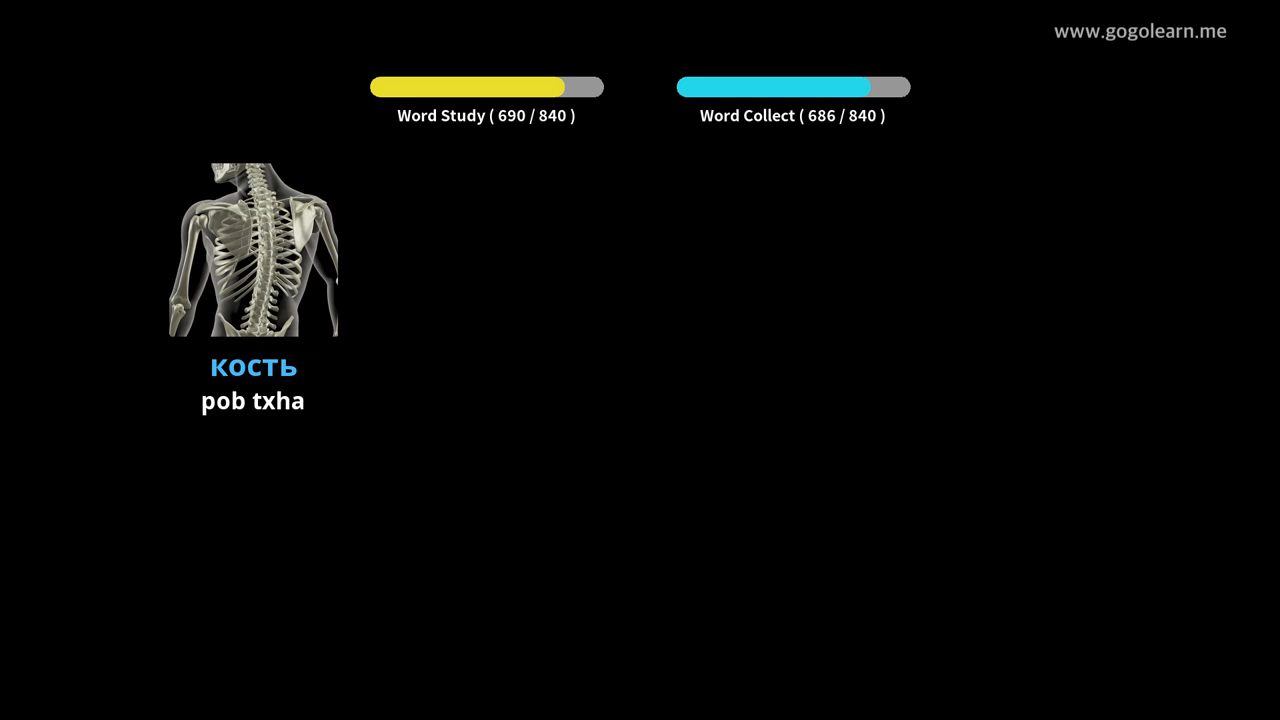 www.gogolearn.me
Word Study ( 690 / 840 )
Word Collect ( 686 / 840 )
кость
pob txha